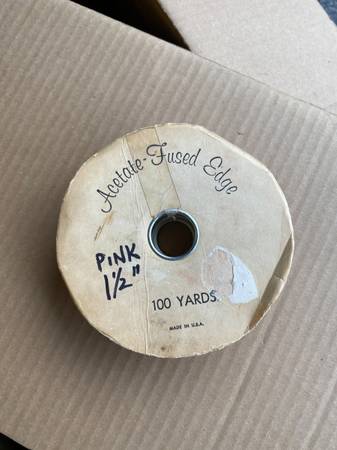 Acetate-Fused Edge
PINK
1½"
100 YARDS
MADE IN U.S.A.